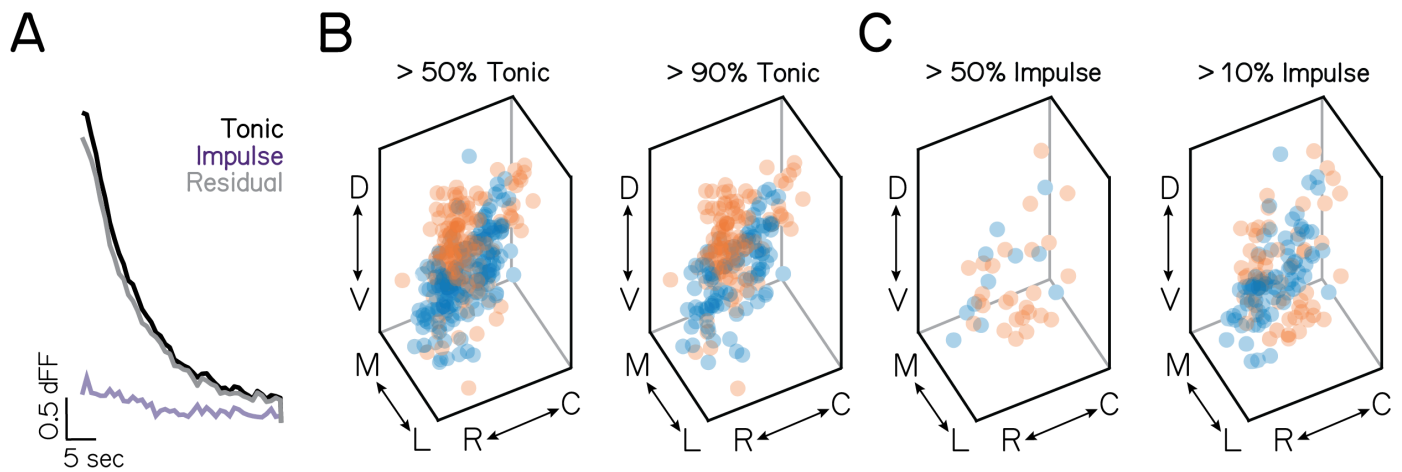 A
B
C
> 50% Tonic
> 90% Tonic
> 50% Impulse
> 10% Impulse
Tonic
Impulse
Residual
0.5 dFF
5 sec
D
V
M
L
R
C
D
V
M
L
R
C
D
V
M
L
R
C
D
V
M
L
R
C